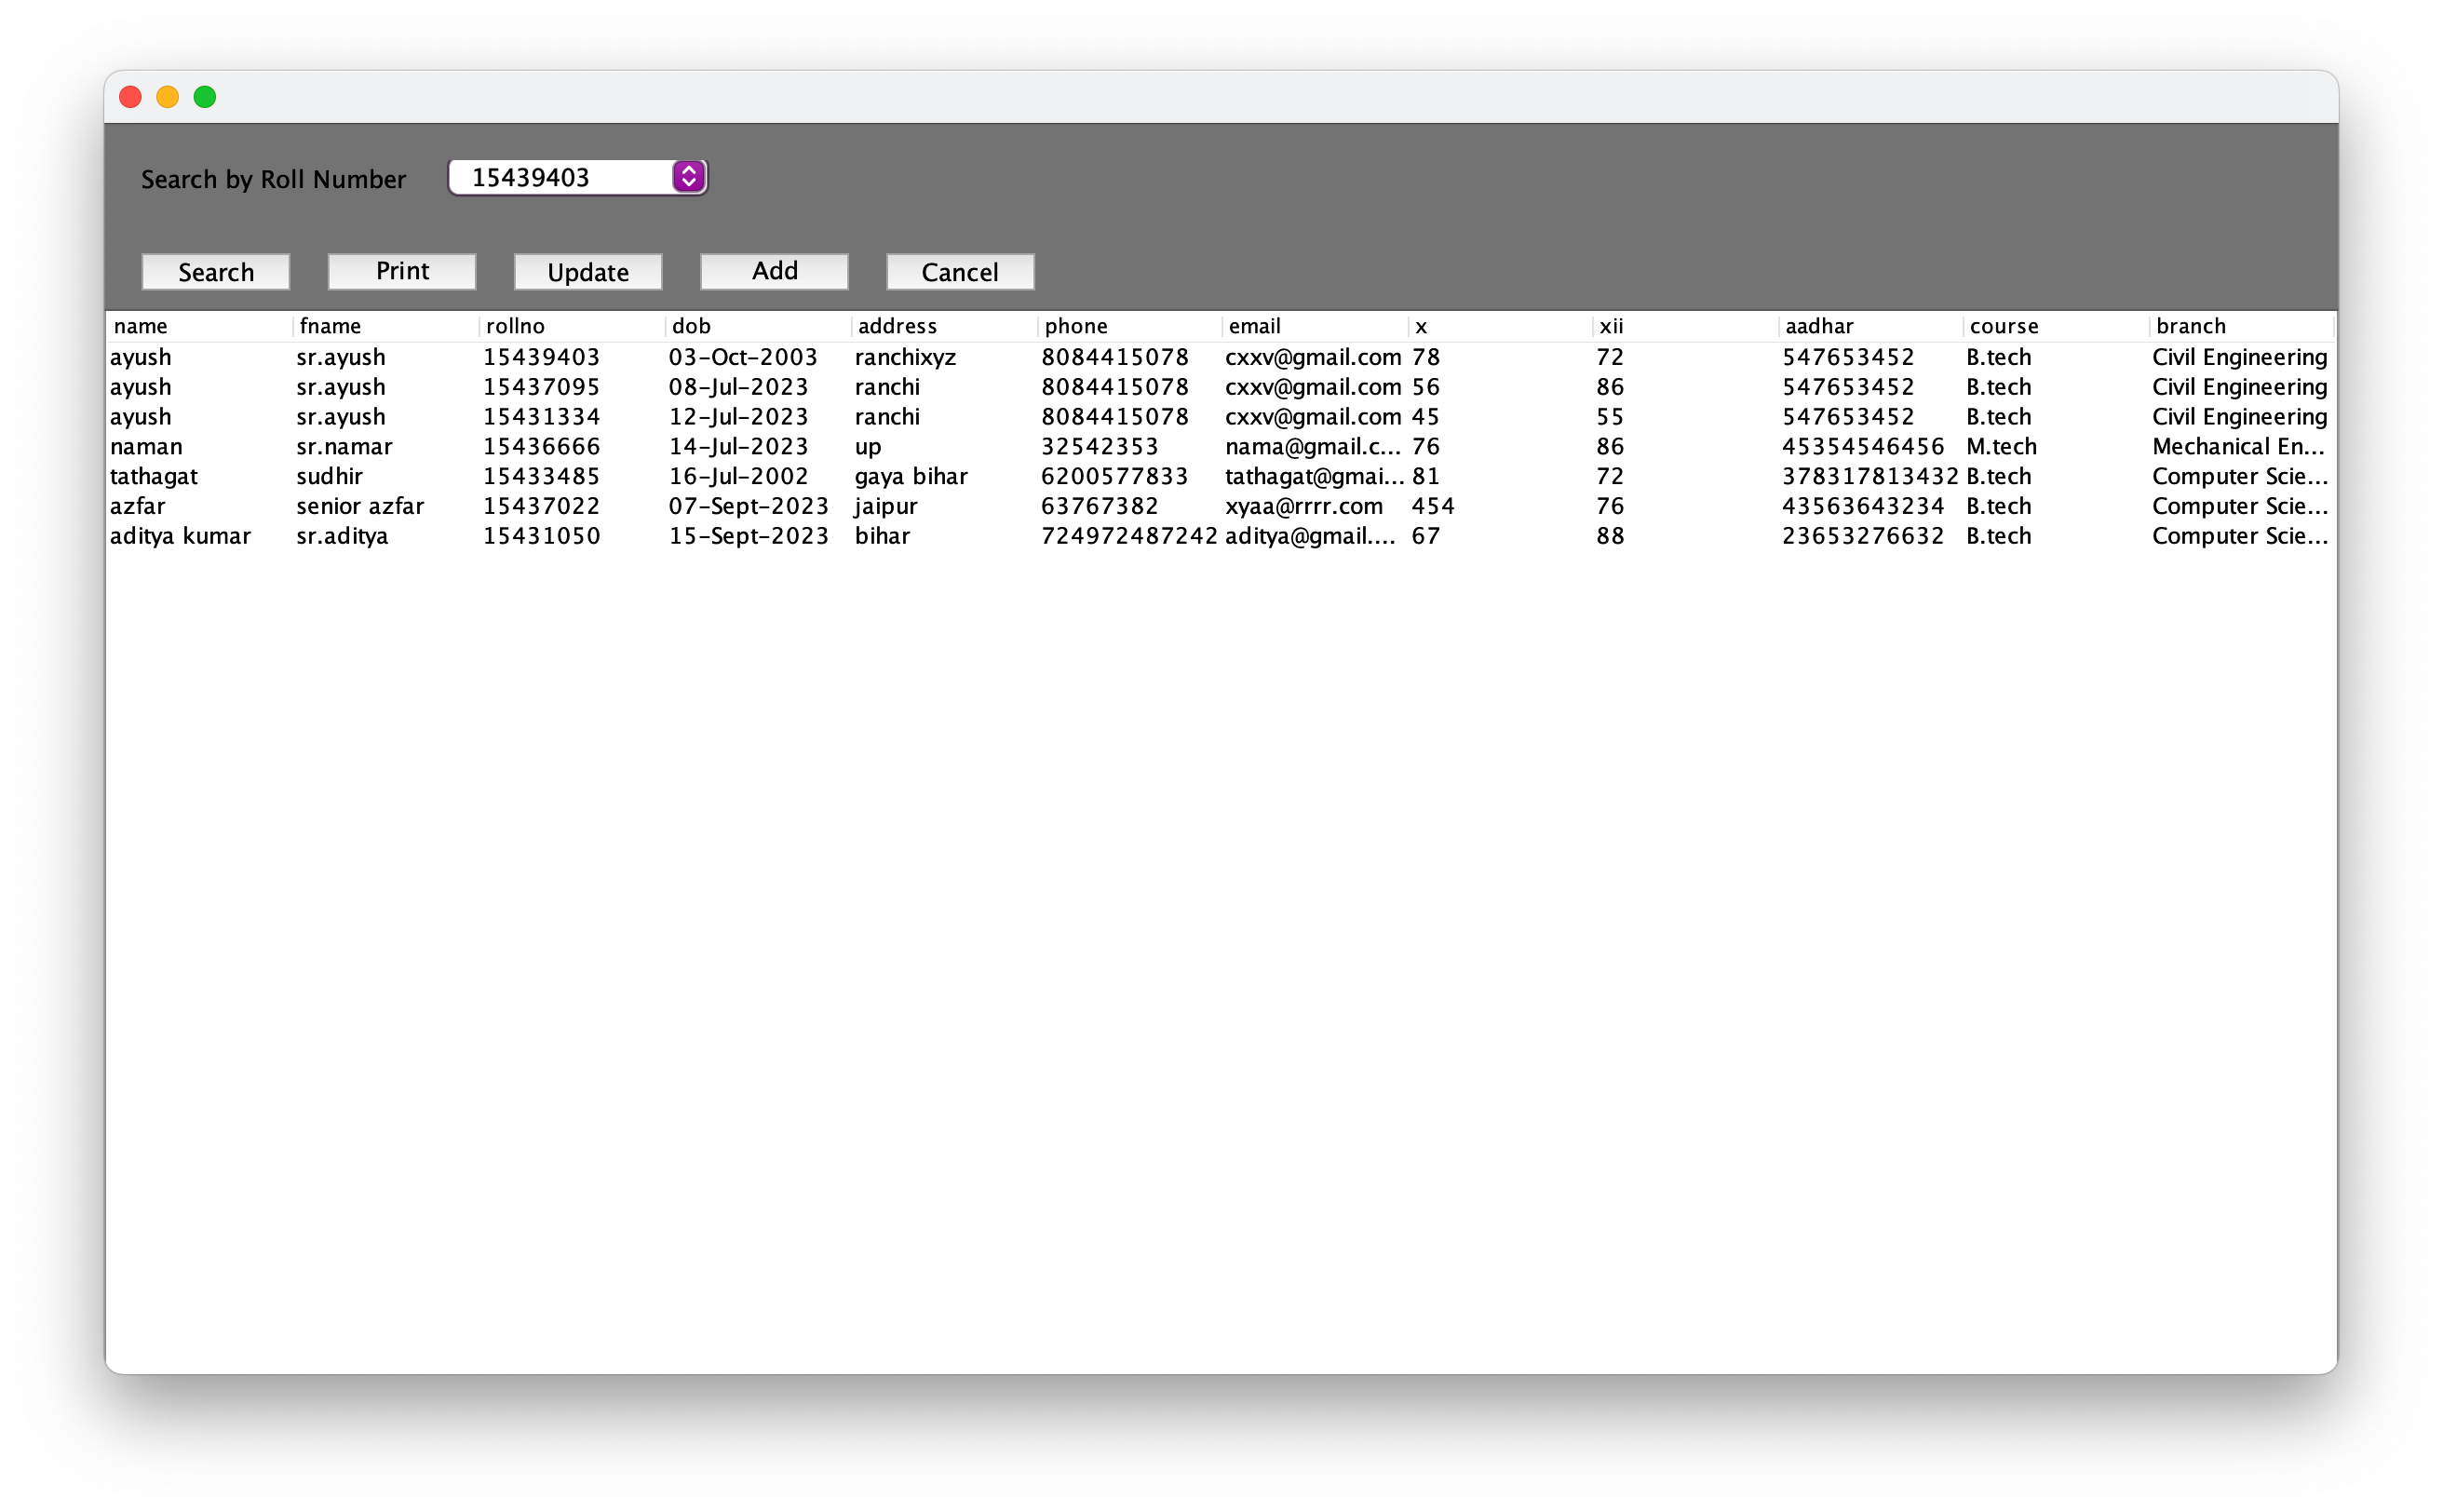 Search by Roll Number 15439403
Search Print Update Add Cancel
name fname rollno dob address phone email x xii aadhar course branch
ayush sr.ayush 15439403 03-Oct-2003 ranchixyz 8084415078 cxxv@gmail.com 78 72 547653452 B.tech Civil Engineering
ayush sr.ayush 15437095 08-Jul-2023 ranchi 8084415078 cxxv@gmail.com 56 86 547653452 B.tech Civil Engineering
ayush sr.ayush 15431334 12-Jul-2023 ranchi 8084415078 cxxv@gmail.com 45 55 547653452 B.tech Civil Engineering
naman sr.namar 15436666 14-Jul-2023 up 32542353 nama@gmail.c... 76 86 45354546456 M.tech Mechanical En...
tathagat sudhir 15433485 16-Jul-2002 gaya bihar 6200577833 tathagat@gmai... 81 72 378317813432 B.tech Computer Scie...
azfar senior azfar 15437022 07-Sept-2023 jaipur 63767382 xyaa@rrrr.com 454 76 43563643234 B.tech Computer Scie...
aditya kumar sr.aditya 15431050 15-Sept-2023 bihar 724972487242 aditya@gmail.... 67 88 23653276632 B.tech Computer Scie...